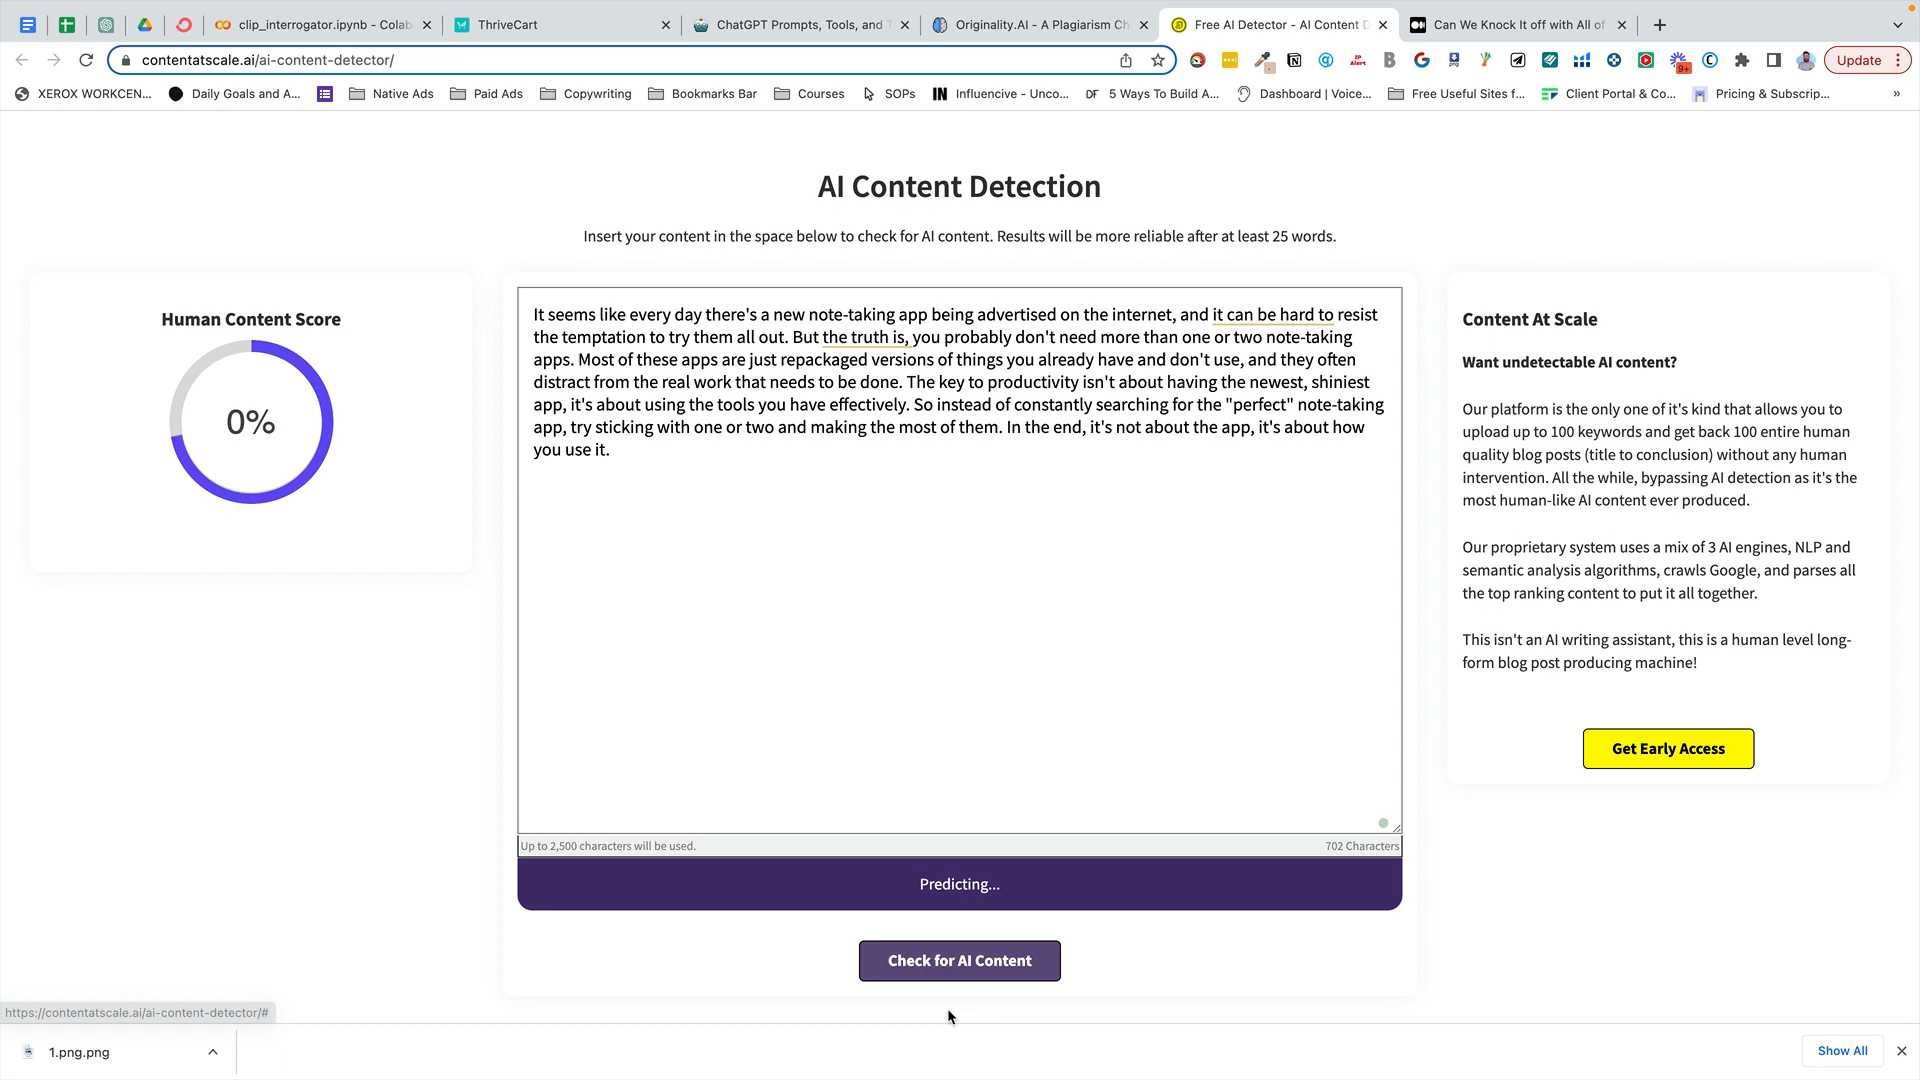 clip_interrogator.ipynb - Colab
ThriveCart
ChatGPT Prompts, Tools, and T
Originality.AI - A Plagiarism Ch
Free AI Detector - AI Content D
Can We Knock It off with All of
contentatscale.ai/ai-content-detector/
Update
XEROX WORKCEN...
Daily Goals and A...
Native Ads
Paid Ads
Copywriting
Bookmarks Bar
Courses
SOPs
IN
Influencive - Unco...
DF
5 Ways To Build A...
Dashboard | Voice...
Free Useful Sites f...
Client Portal & Co...
Pricing & Subscrip...
»
AI Content Detection
Insert your content in the space below to check for AI content. Results will be more reliable after at least 25 words.
Human Content Score
0%
It seems like every day there's a new note-taking app being advertised on the internet, and it can be hard to resist
the temptation to try them all out. But the truth is, you probably don't need more than one or two note-taking
apps. Most of these apps are just repackaged versions of things you already have and don't use, and they often
distract from the real work that needs to be done. The key to productivity isn't about having the newest, shiniest
app, it's about using the tools you have effectively. So instead of constantly searching for the "perfect" note-taking
app, try sticking with one or two and making the most of them. In the end, it's not about the app, it's about how
you use it.
Up to 2,500 characters will be used.
702 Characters
Predicting...
Check for AI Content
Content At Scale
Want undetectable AI content?
Our platform is the only one of it's kind that allows you to
upload up to 100 keywords and get back 100 entire human
quality blog posts (title to conclusion) without any human
intervention. All the while, bypassing AI detection as it's the
most human-like AI content ever produced.
Our proprietary system uses a mix of 3 AI engines, NLP and
semantic analysis algorithms, crawls Google, and parses all
the top ranking content to put it all together.
This isn't an AI writing assistant, this is a human level long-
form blog post producing machine!
Get Early Access
https://contentatscale.ai/ai-content-detector/#
1.png.png
Show All